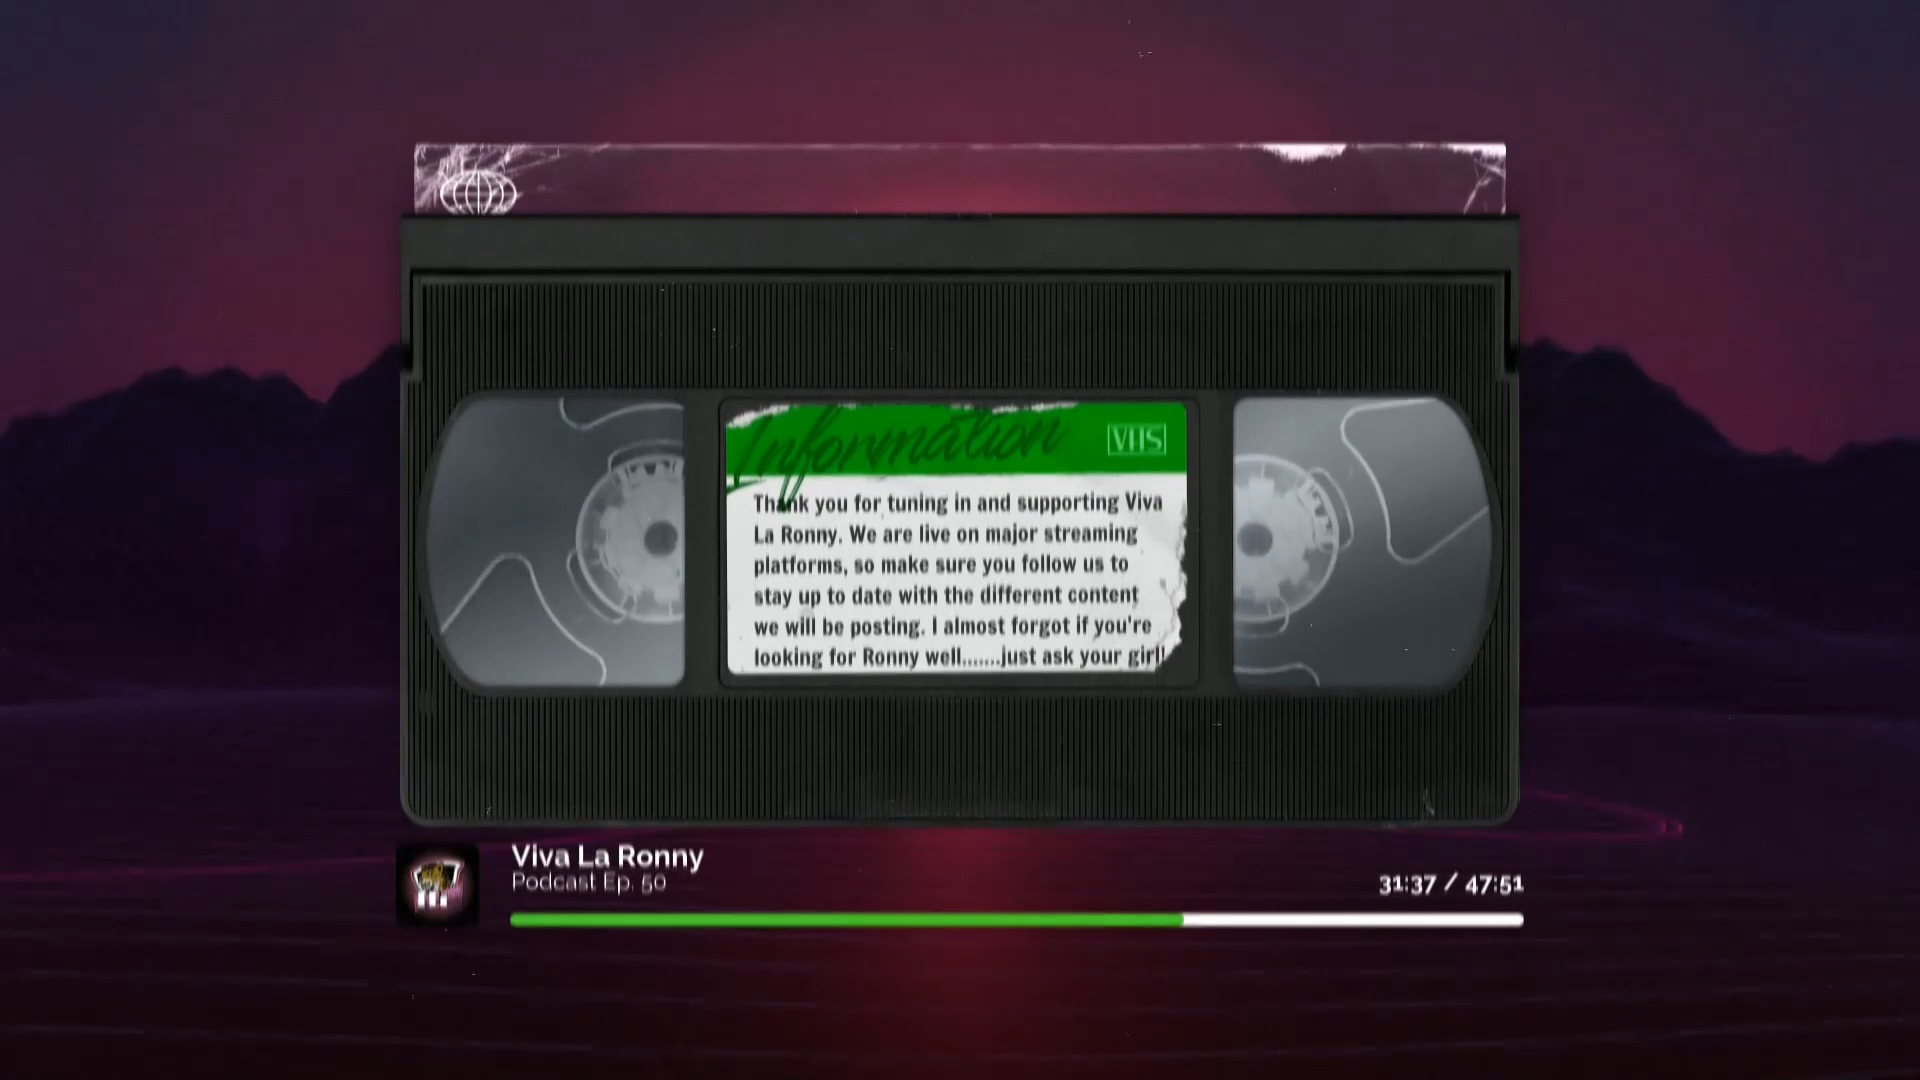 Information
VHS
Thank you for tuning in and supporting Viva
La Ronny. We are live on major streaming
platforms, so make sure you follow us to
stay up to date with the different content
we will be posting. I almost forgot if you're
looking for Ronny well.......just ask your girl!
Viva La Ronny
Podcast Ep. 50
31:37 / 47:51